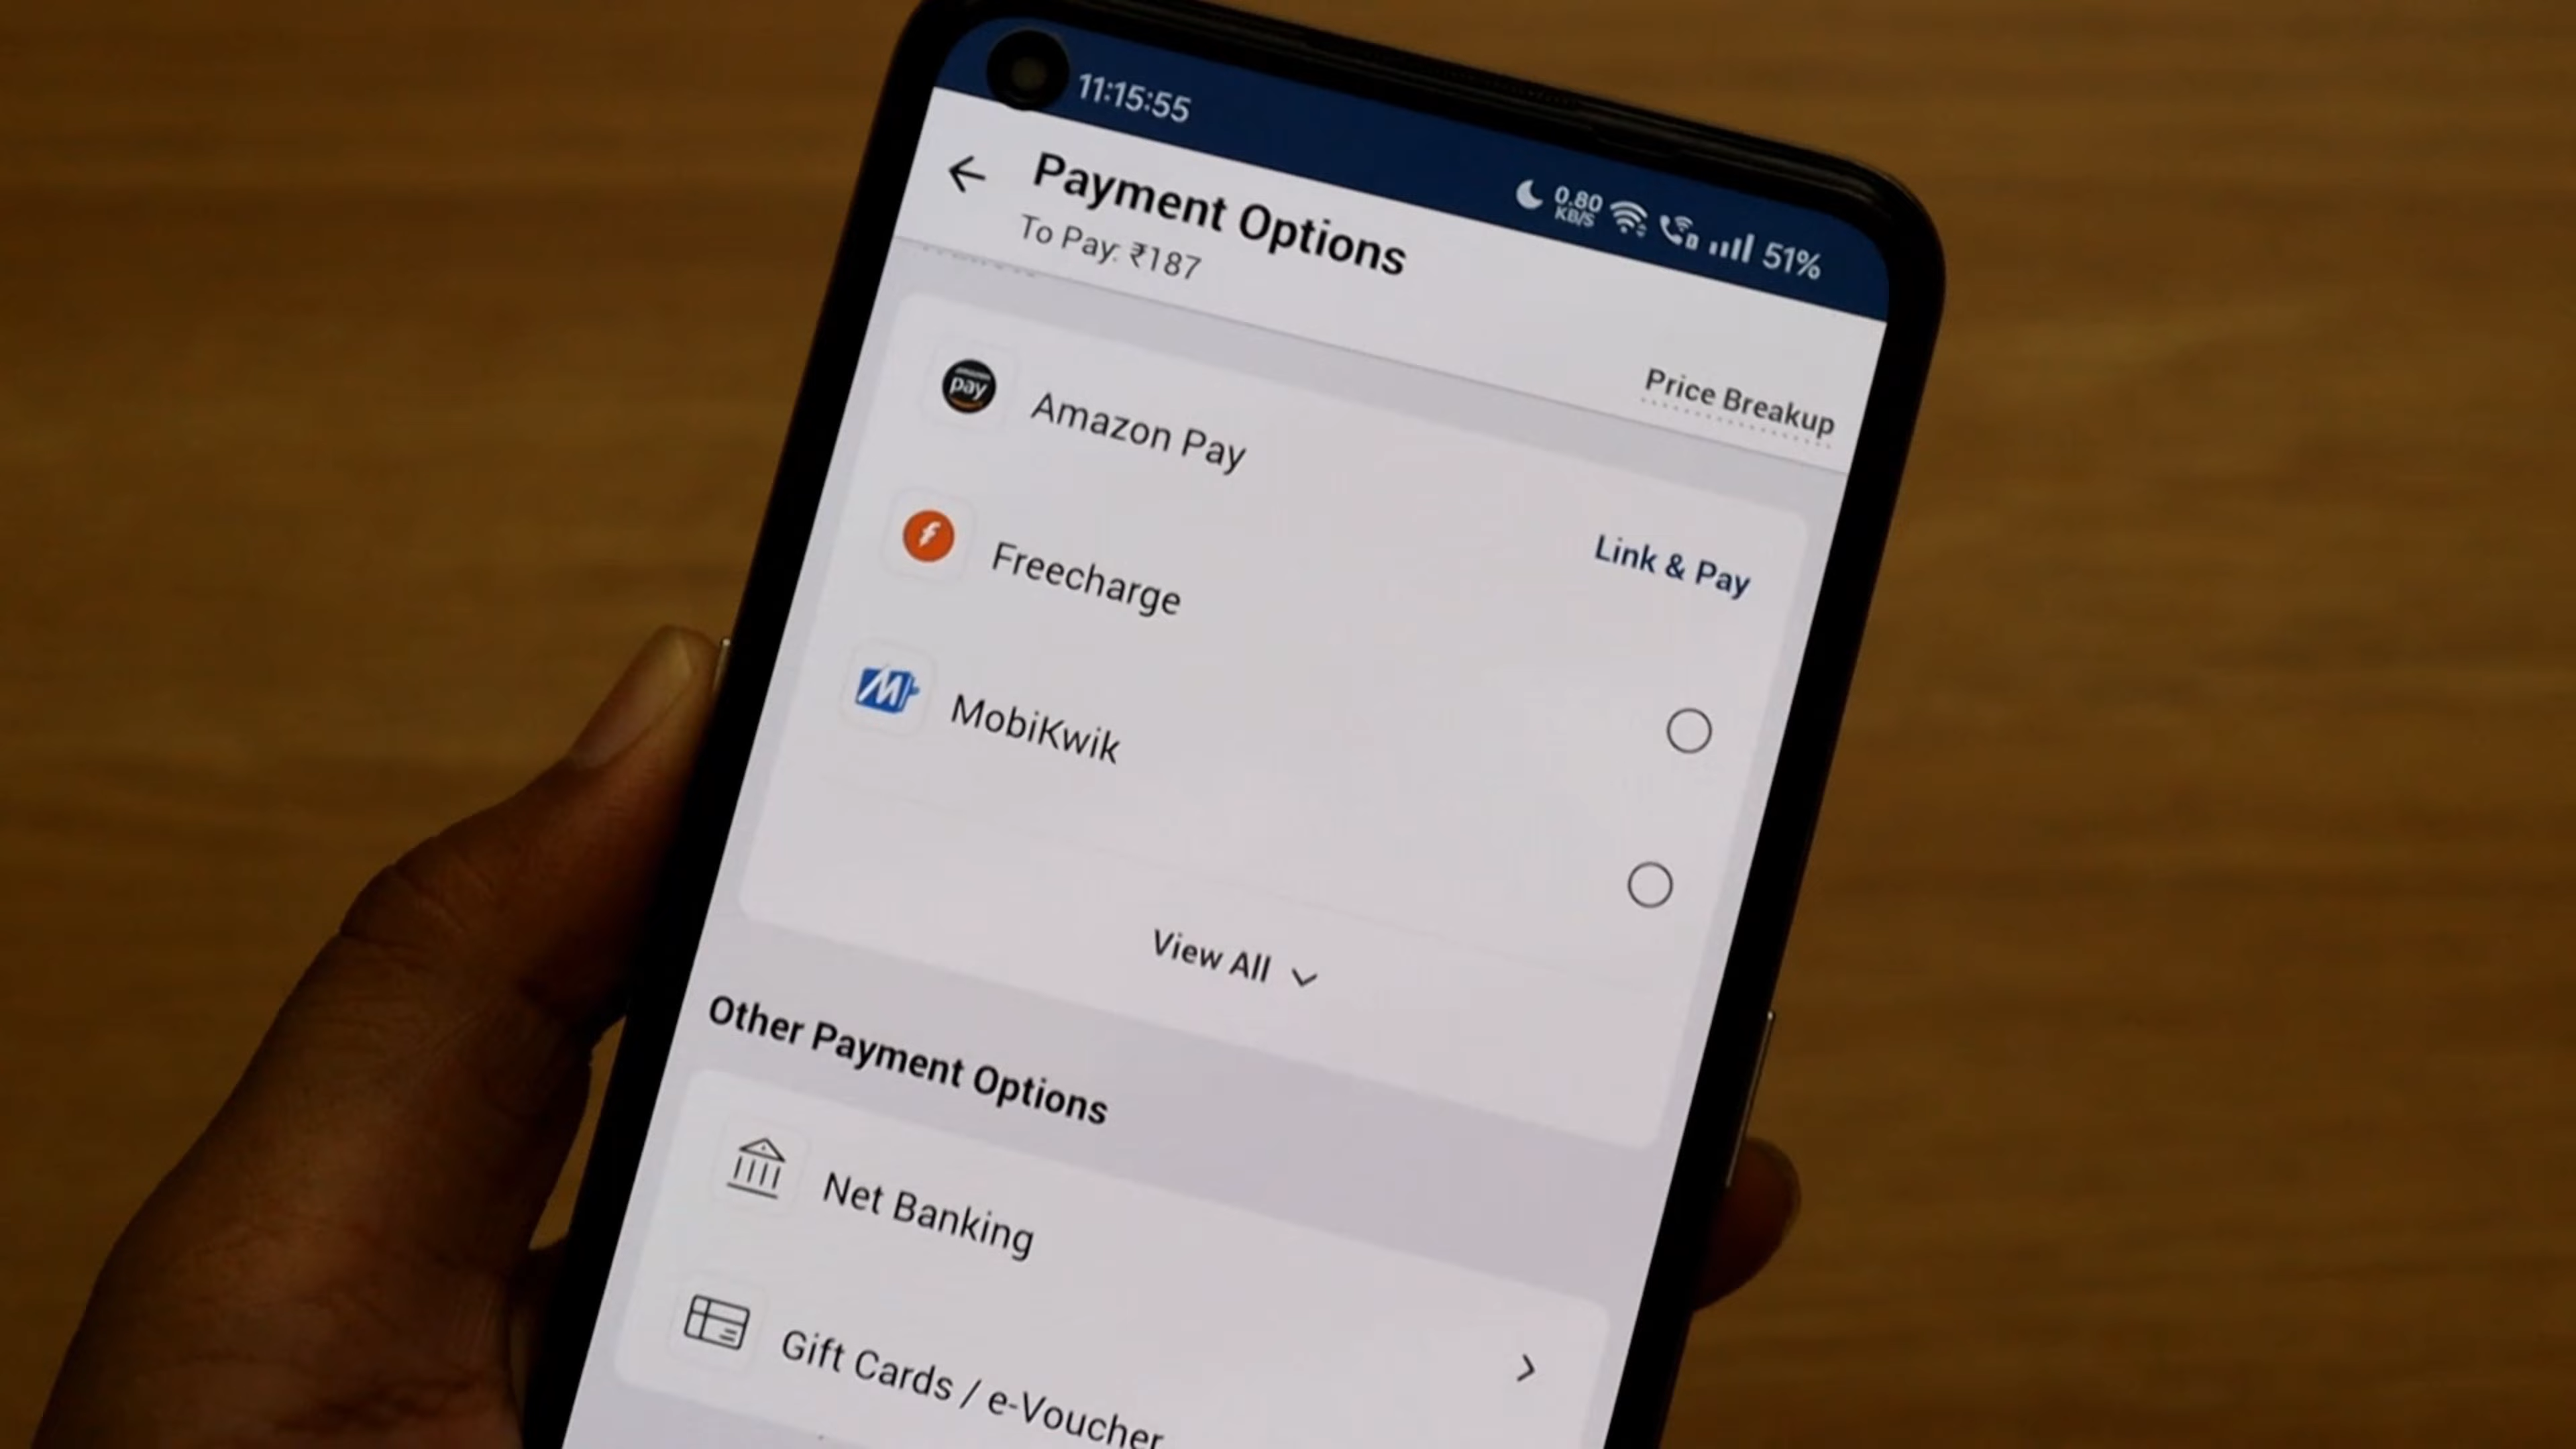 11:15:55
0.80
KB/S
51%
Payment Options
To Pay: ₹187
Price Breakup
pay
Amazon Pay
Link & Pay
Freecharge
MobiKwik
View All
Other Payment Options
Net Banking
Gift Cards / e-Voucher